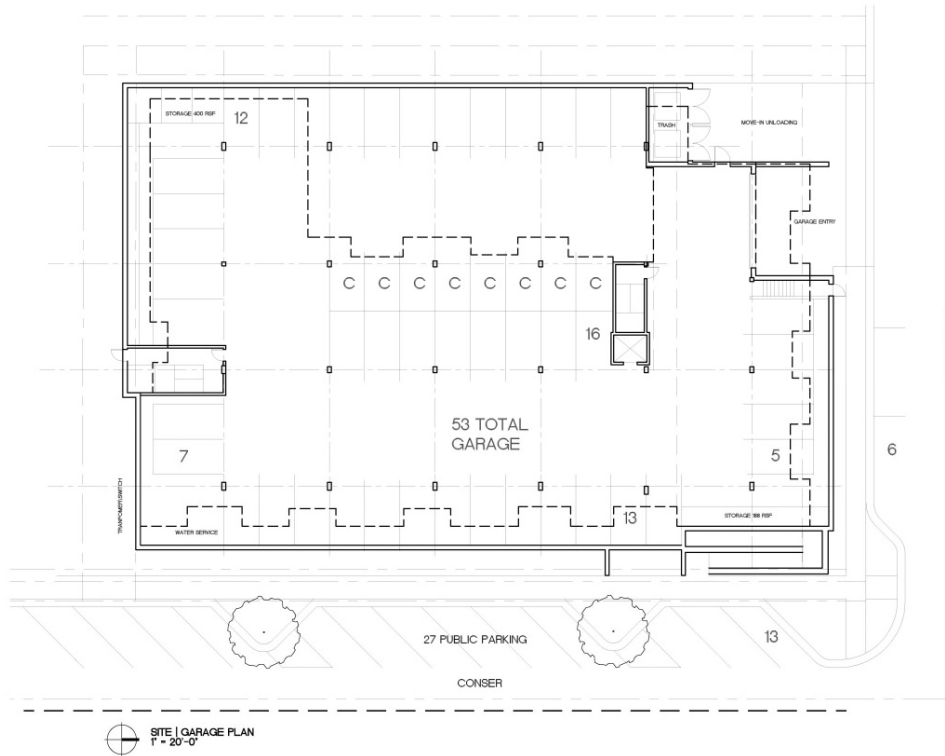 STORAGE 400 RSF
12
TRASH
MOVE-IN UNLOADING
GARAGE ENTRY
C C C C C C C C
16
53 TOTAL
GARAGE
7
5
6
TRANPOMER/SWITCH
13
STORAGE 188 RSF
WATER SERVICE
27 PUBLIC PARKING
13
CONSER
SITE | GARAGE PLAN
1" = 20'-0"